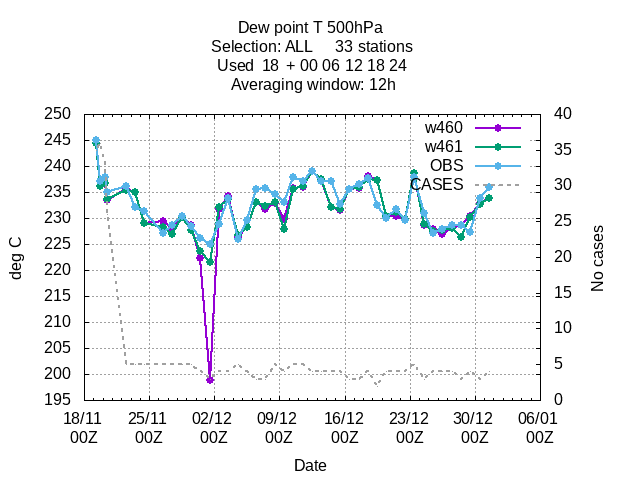 Dew point T 500hPa
Selection: ALL     33 stations
Used  18  + 00 06 12 18 24
Averaging window: 12h
250
245
240
235
230
225
220
215
210
205
200
195
40
35
30
25
20
15
10
5
0
w460
w461
OBS
CASES
deg C
No cases
18/11 25/11 02/12 09/12 16/12 23/12 30/12 06/01
00Z 00Z 00Z 00Z 00Z 00Z 00Z 00Z
Date